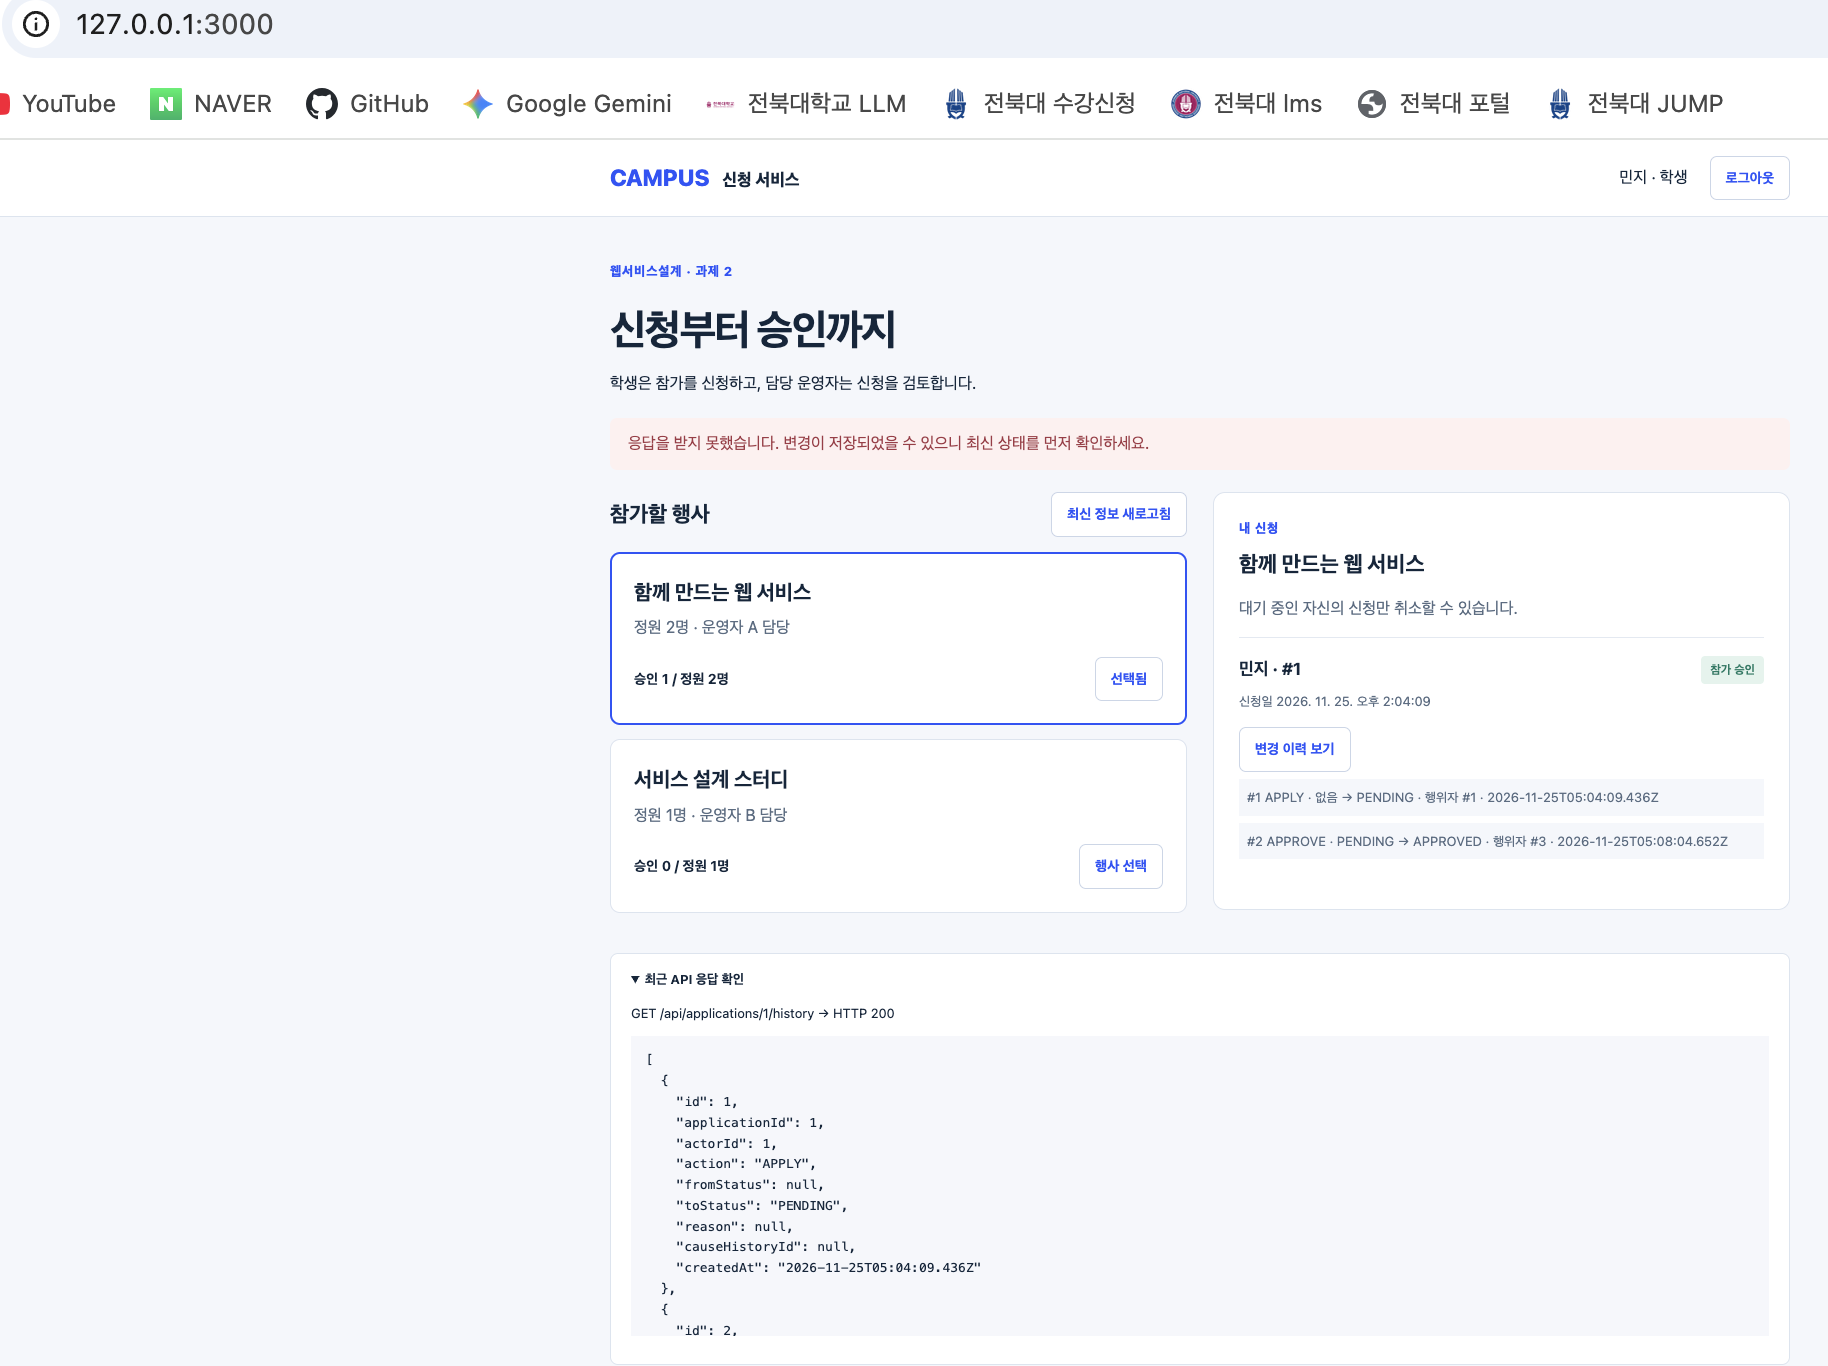 127.0.0.1:3000
YouTube NAVER GitHub Google Gemini 전북대학교 LLM 전북대 수강신청 전북대 lms 전북대 포털 전북대 JUMP
CAMPUS 신청 서비스
민지 · 학생 로그아웃
웹서비스설계 · 과제 2
신청부터 승인까지
학생은 참가를 신청하고, 담당 운영자는 신청을 검토합니다.
응답을 받지 못했습니다. 변경이 저장되었을 수 있으니 최신 상태를 먼저 확인하세요.
참가할 행사 최신 정보 새로고침
함께 만드는 웹 서비스
정원 2명 · 운영자 A 담당
승인 1 / 정원 2명 선택됨
서비스 설계 스터디
정원 1명 · 운영자 B 담당
승인 0 / 정원 1명 행사 선택
내 신청
함께 만드는 웹 서비스
대기 중인 자신의 신청만 취소할 수 있습니다.
민지 · #1 참가 승인
신청일 2026. 11. 25. 오후 2:04:09
변경 이력 보기
#1 APPLY · 없음 → PENDING · 행위자 #1 · 2026-11-25T05:04:09.436Z
#2 APPROVE · PENDING → APPROVED · 행위자 #3 · 2026-11-25T05:08:04.652Z
▼ 최근 API 응답 확인
GET /api/applications/1/history → HTTP 200
[
{
"id": 1,
"applicationId": 1,
"actorId": 1,
"action": "APPLY",
"fromStatus": null,
"toStatus": "PENDING",
"reason": null,
"causeHistoryId": null,
"createdAt": "2026-11-25T05:04:09.436Z"
},
{
"id": 2,